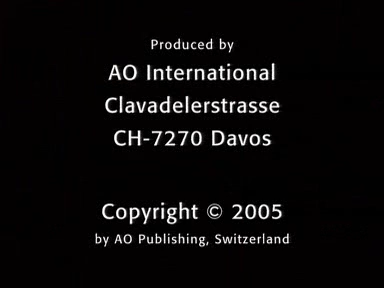 Produced by
AO International
Clavadelerstrasse
CH-7270 Davos
Copyright © 2005
by AO Publishing, Switzerland